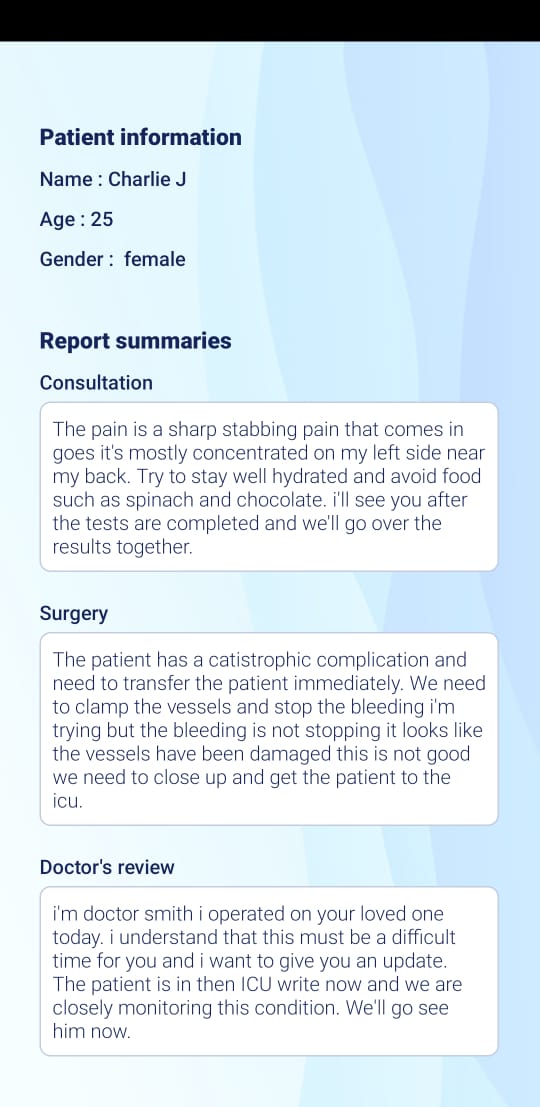 Patient information
Name : Charlie J
Age : 25
Gender :  female
Report summaries
Consultation
The pain is a sharp stabbing pain that comes in
goes it's mostly concentrated on my left side near
my back. Try to stay well hydrated and avoid food
such as spinach and chocolate. i'll see you after
the tests are completed and we'll go over the
results together.
Surgery
The patient has a catistrophic complication and
need to transfer the patient immediately. We need
to clamp the vessels and stop the bleeding i'm
trying but the bleeding is not stopping it looks like
the vessels have been damaged this is not good
we need to close up and get the patient to the
icu.
Doctor's review
i'm doctor smith i operated on your loved one
today. i understand that this must be a difficult
time for you and i want to give you an update.
The patient is in then ICU write now and we are
closely monitoring this condition. We'll go see
him now.